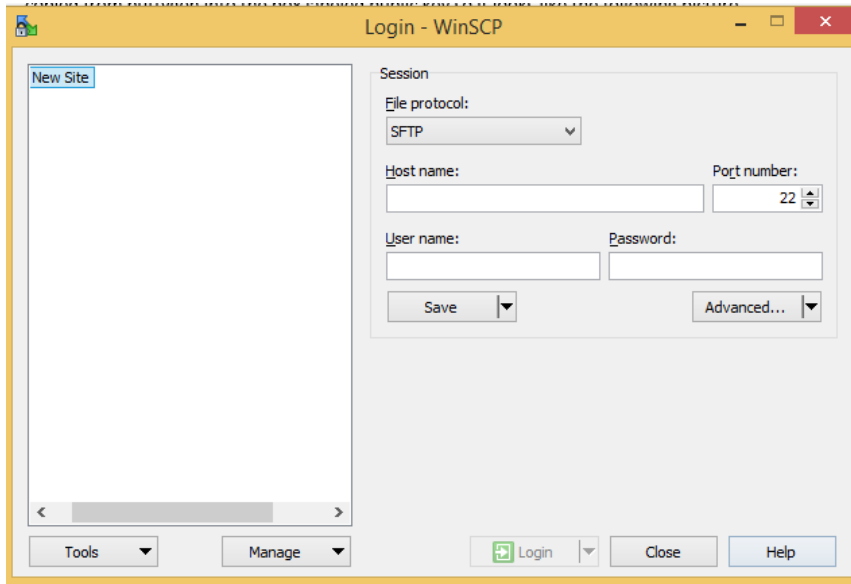 Login - WinSCP
New Site
Session
File protocol:
SFTP
Host name:
Port number:
22
User name:
Password:
Save
Advanced...
Tools
Manage
Login
Close
Help